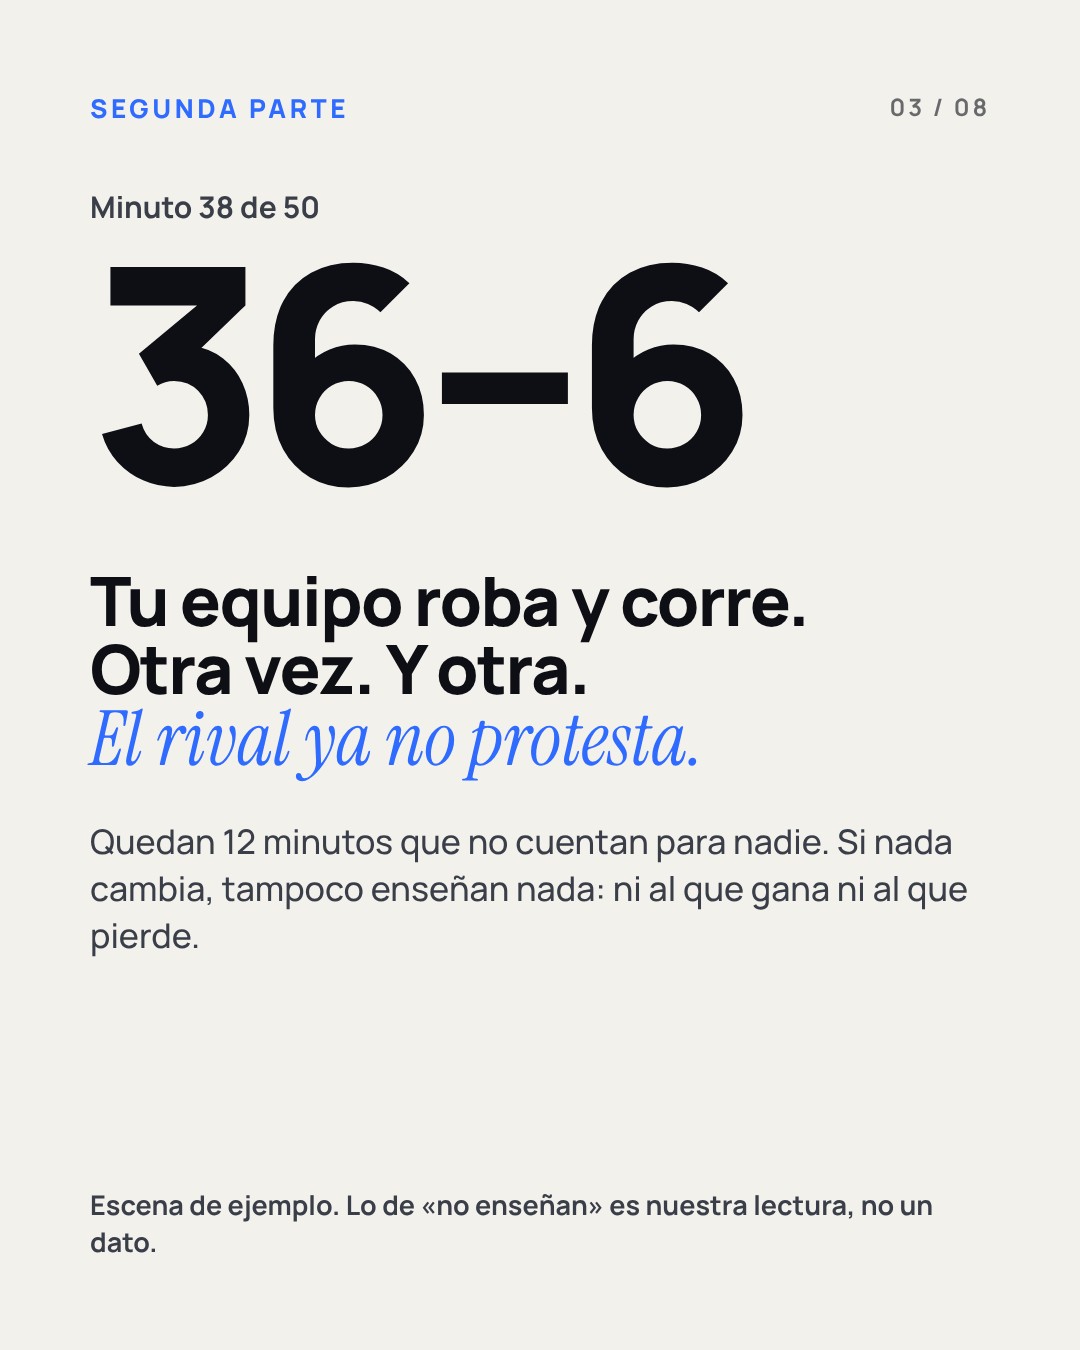 SEGUNDA PARTE
03 / 08
Minuto 38 de 50
36–6
Tu equipo roba y corre.
Otra vez. Y otra.
El rival ya no protesta.
Quedan 12 minutos que no cuentan para nadie. Si nada
cambia, tampoco enseñan nada: ni al que gana ni al que
pierde.
Escena de ejemplo. Lo de «no enseñan» es nuestra lectura, no un
dato.